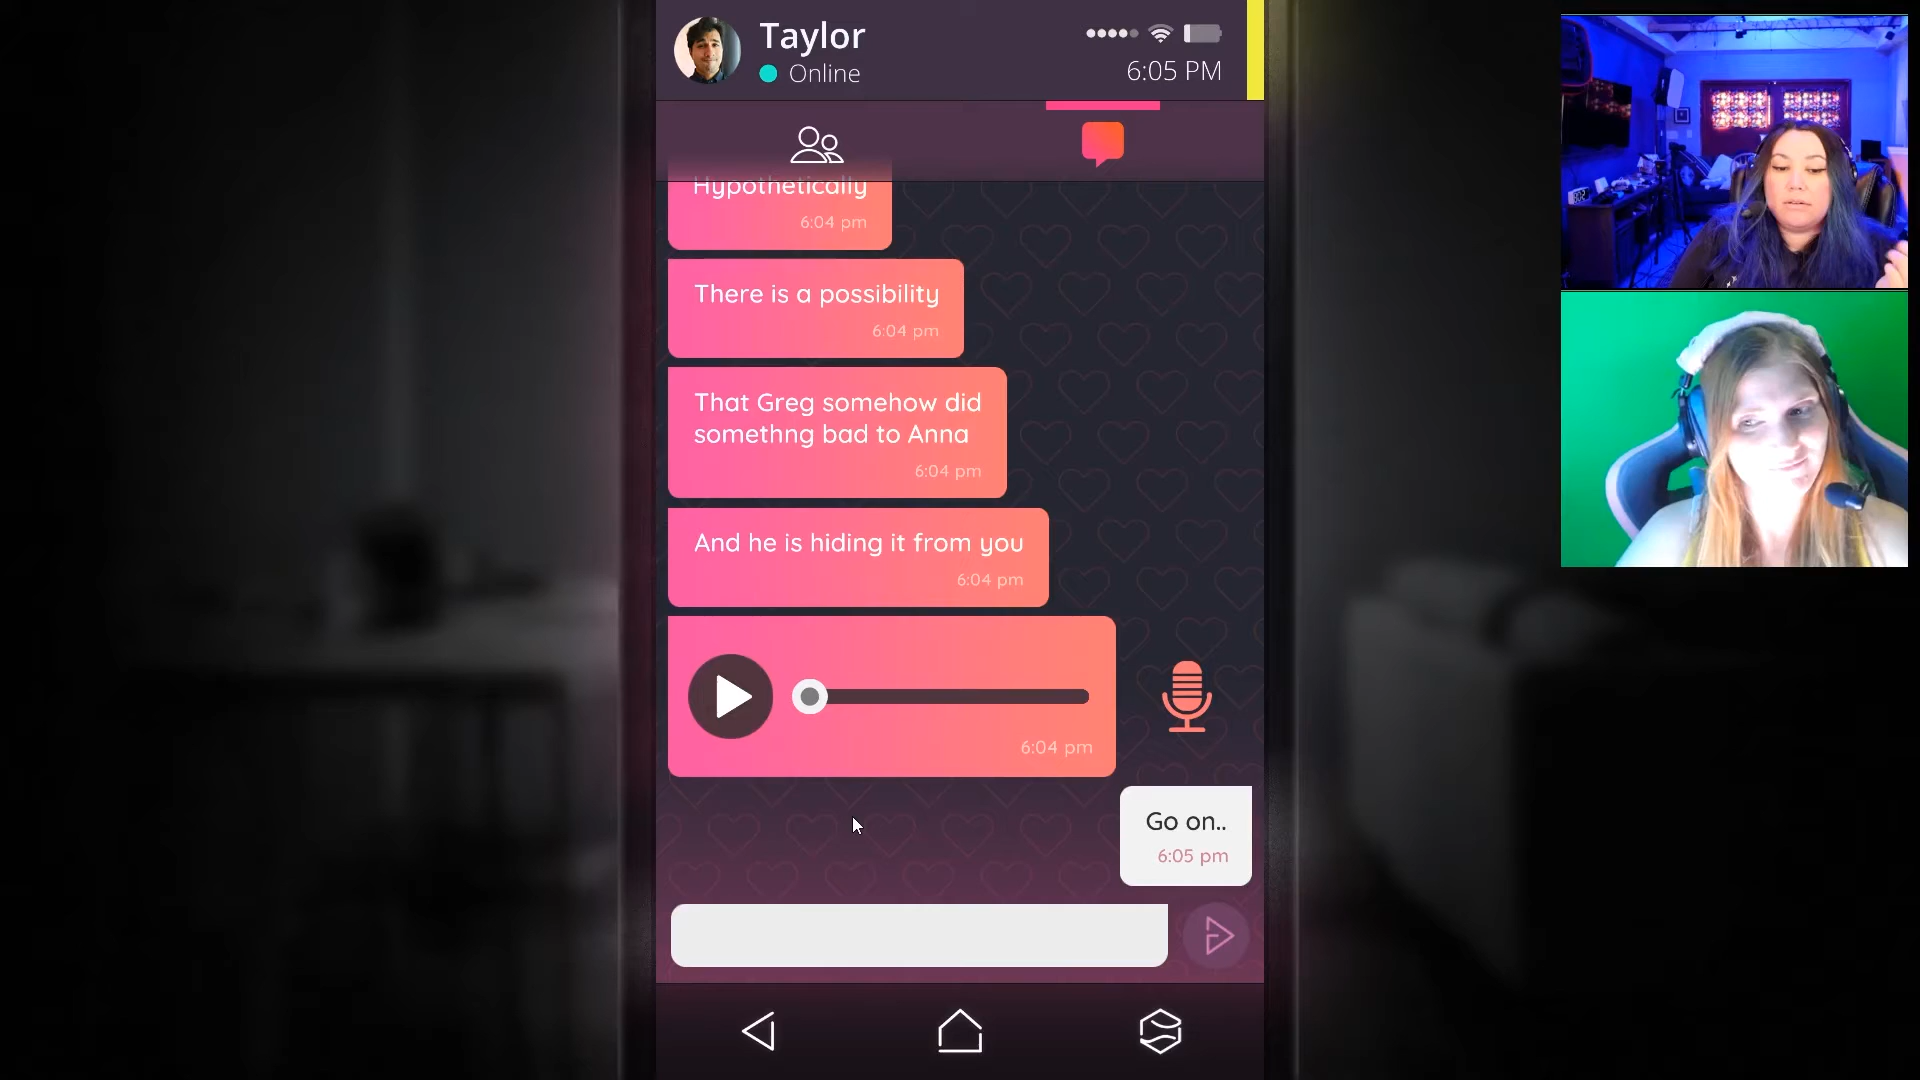 Taylor
Online
6:05 PM
Hypothetically
6:04 pm
There is a possibility
6:04 pm
That Greg somehow did
somethng bad to Anna
6:04 pm
And he is hiding it from you
6:04 pm
6:04 pm
Go on..
6:05 pm